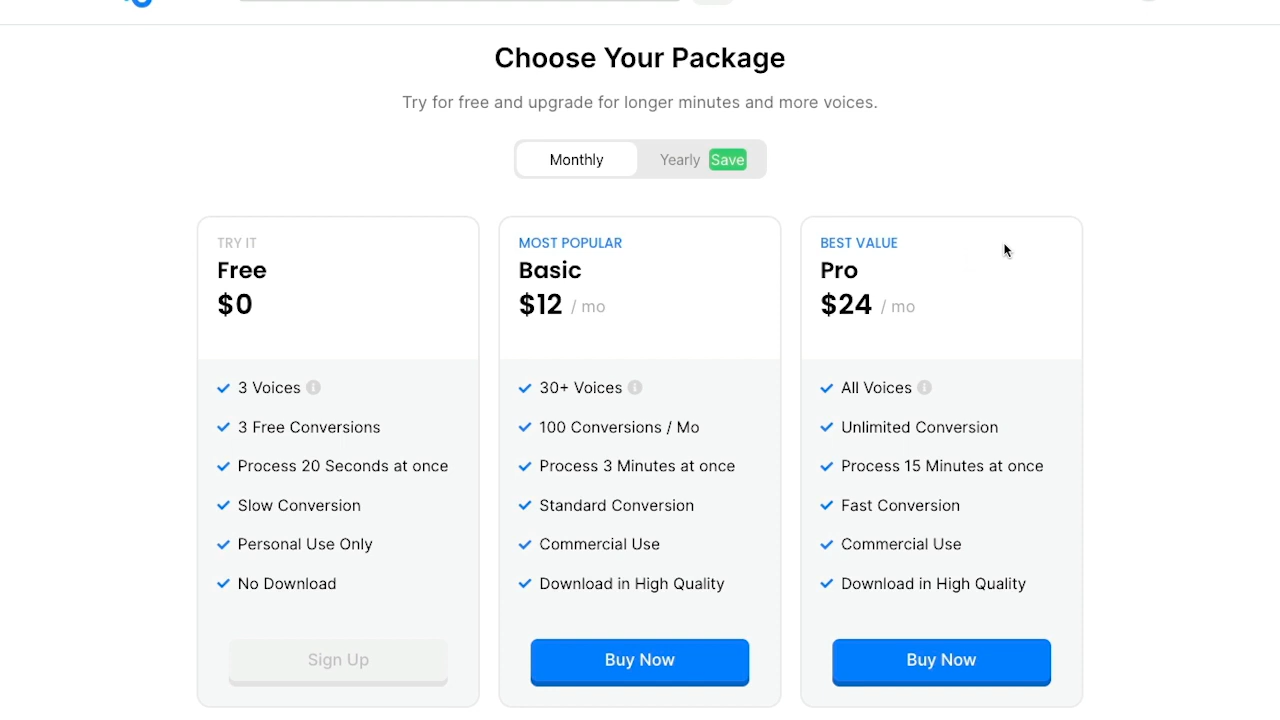 Choose Your Package
Try for free and upgrade for longer minutes and more voices.
Monthly
Yearly Save
TRY IT
Free
$0
3 Voices
3 Free Conversions
Process 20 Seconds at once
Slow Conversion
Personal Use Only
No Download
Sign Up
MOST POPULAR
Basic
$12 / mo
30+ Voices
100 Conversions / Mo
Process 3 Minutes at once
Standard Conversion
Commercial Use
Download in High Quality
Buy Now
BEST VALUE
Pro
$24 / mo
All Voices
Unlimited Conversion
Process 15 Minutes at once
Fast Conversion
Commercial Use
Download in High Quality
Buy Now